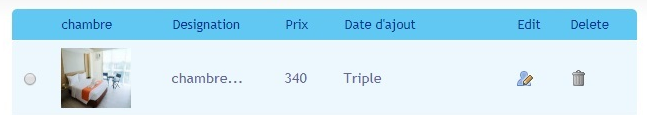 chambre Designation Prix Date d'ajout Edit Delete
chambre... 340 Triple